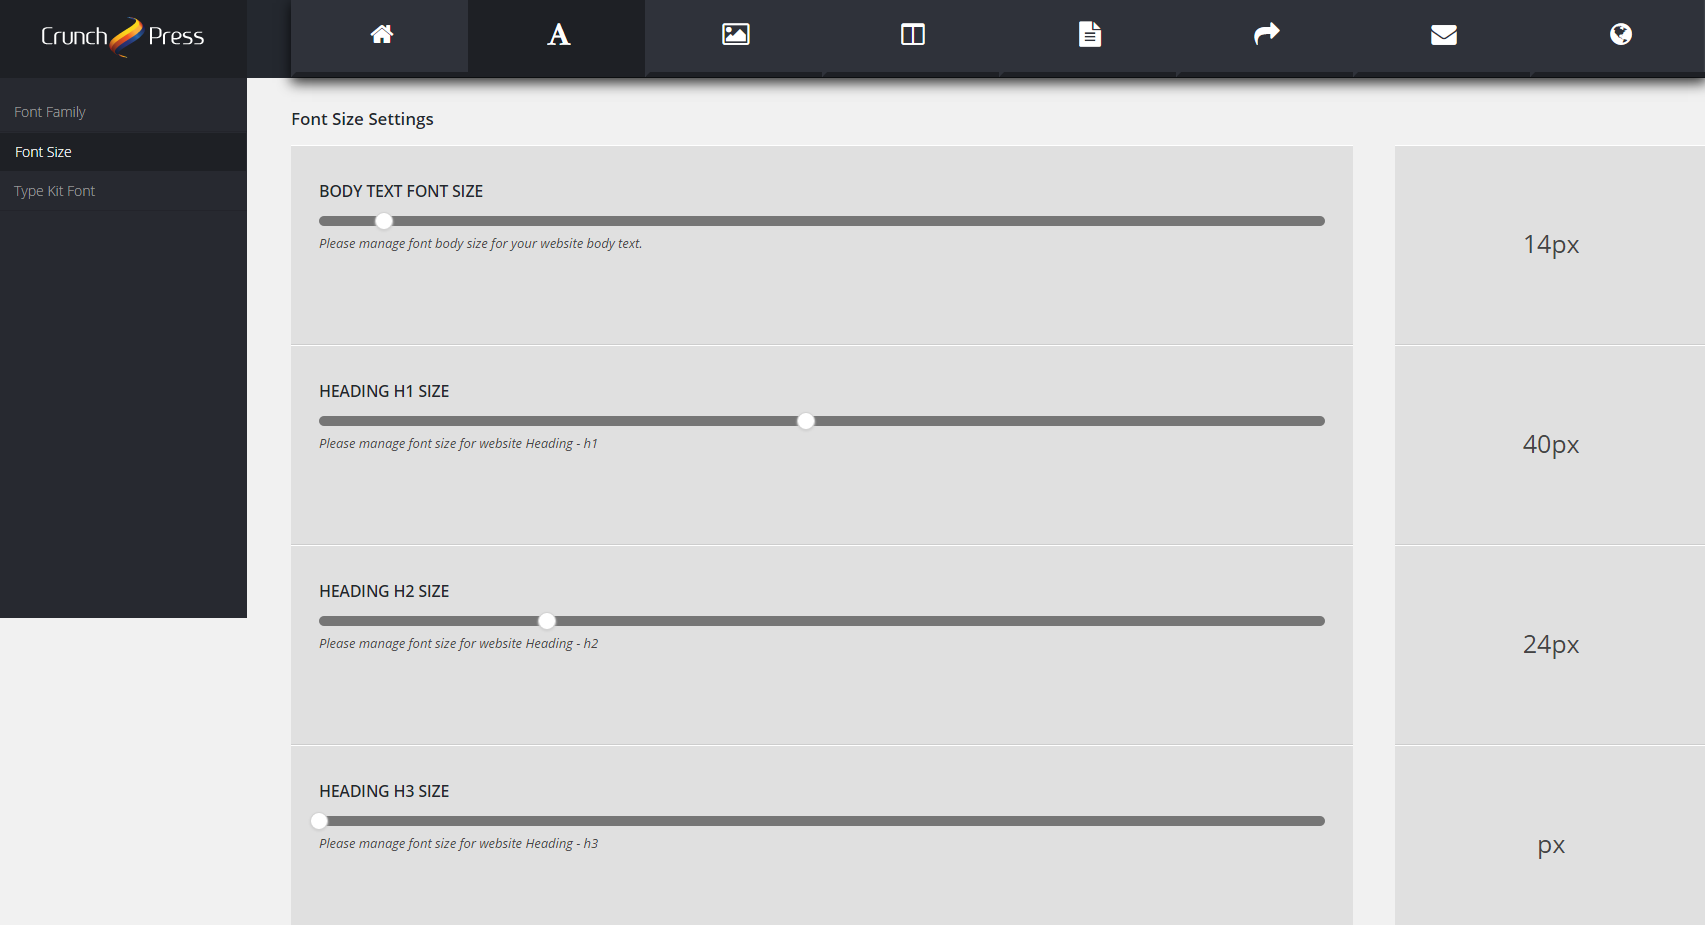 Crunch Press
Font Family
Font Size
Type Kit Font
Font Size Settings
BODY TEXT FONT SIZE
Please manage font body size for your website body text.
14px
HEADING H1 SIZE
Please manage font size for website Heading - h1
40px
HEADING H2 SIZE
Please manage font size for website Heading - h2
24px
HEADING H3 SIZE
Please manage font size for website Heading - h3
px